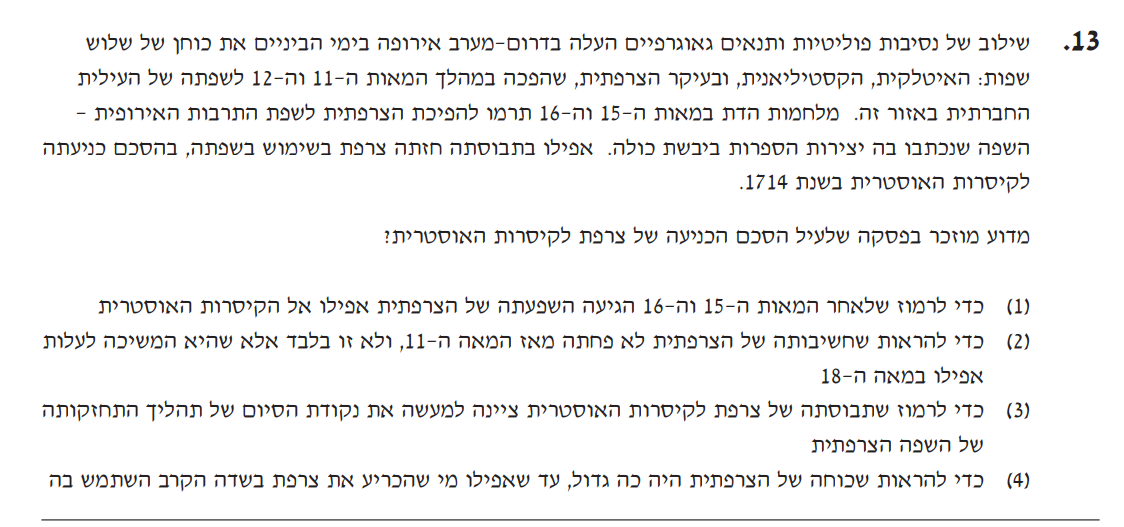 13. שילוב של נסיבות פוליטיות ותנאים גאוגרפיים העלה בדרום-מערב אירופה בימי הביניים את כוחן של שלוש
שפות: האיטלקית, הקסטיליאנית, ובעיקר הצרפתית, שהפכה במהלך המאות ה-11 וה-12 לשפתה של העילית
החברתית באזור זה. מלחמות הדת במאות ה-15 וה-16 תרמו להפיכת הצרפתית לשפת התרבות האירופית –
השפה שנכתבו בה יצירות הספרות ביבשת כולה. אפילו בתבוסתה חזתה צרפת בשימוש בשפתה, בהסכם כניעתה
לקיסרות האוסטרית בשנת 1714.
מדוע מוזכר בפסקה שלעיל הסכם הכניעה של צרפת לקיסרות האוסטרית?
(1) כדי לרמוז שלאחר המאות ה-15 וה-16 הגיעה השפעתה של הצרפתית אפילו אל הקיסרות האוסטרית
(2) כדי להראות שחשיבותה של הצרפתית לא פחתה מאז המאה ה-11, ולא זו בלבד אלא שהיא המשיכה לעלות
אפילו במאה ה-18
(3) כדי לרמוז שתבוסתה של צרפת לקיסרות האוסטרית ציינה למעשה את נקודת הסיום של תהליך התחזקותה
של השפה הצרפתית
(4) כדי להראות שכוחה של הצרפתית היה כה גדול, עד שאפילו מי שהכריע את צרפת בשדה הקרב השתמש בה